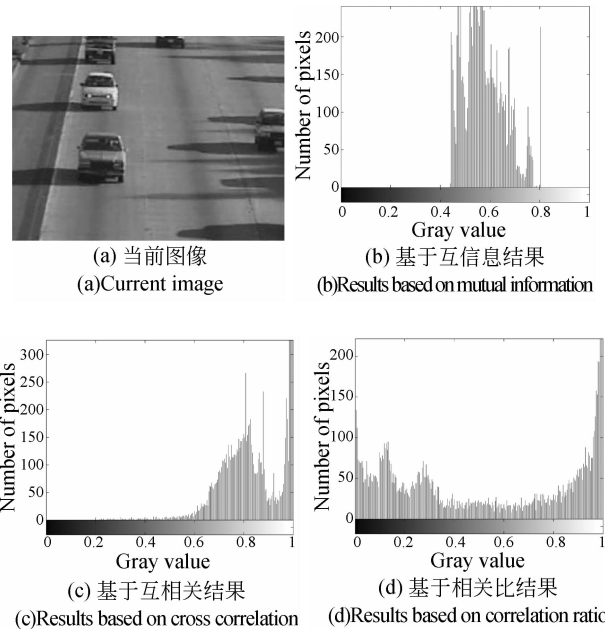 (a) 当前图像
(a)Current image
Number of pixels
200
150
100
50
0
0 0.2 0.4 0.6 0.8 1
Gray value
(b) 基于互信息结果
(b)Results based on mutual information
Number of pixels
300
250
200
150
100
50
0
0 0.2 0.4 0.6 0.8 1
Gray value
(c) 基于互相关结果
(c)Results based on cross correlation
Number of pixels
200
150
100
50
0
0 0.2 0.4 0.6 0.8 1
Gray value
(d) 基于相关比结果
(d)Results based on correlation ratio